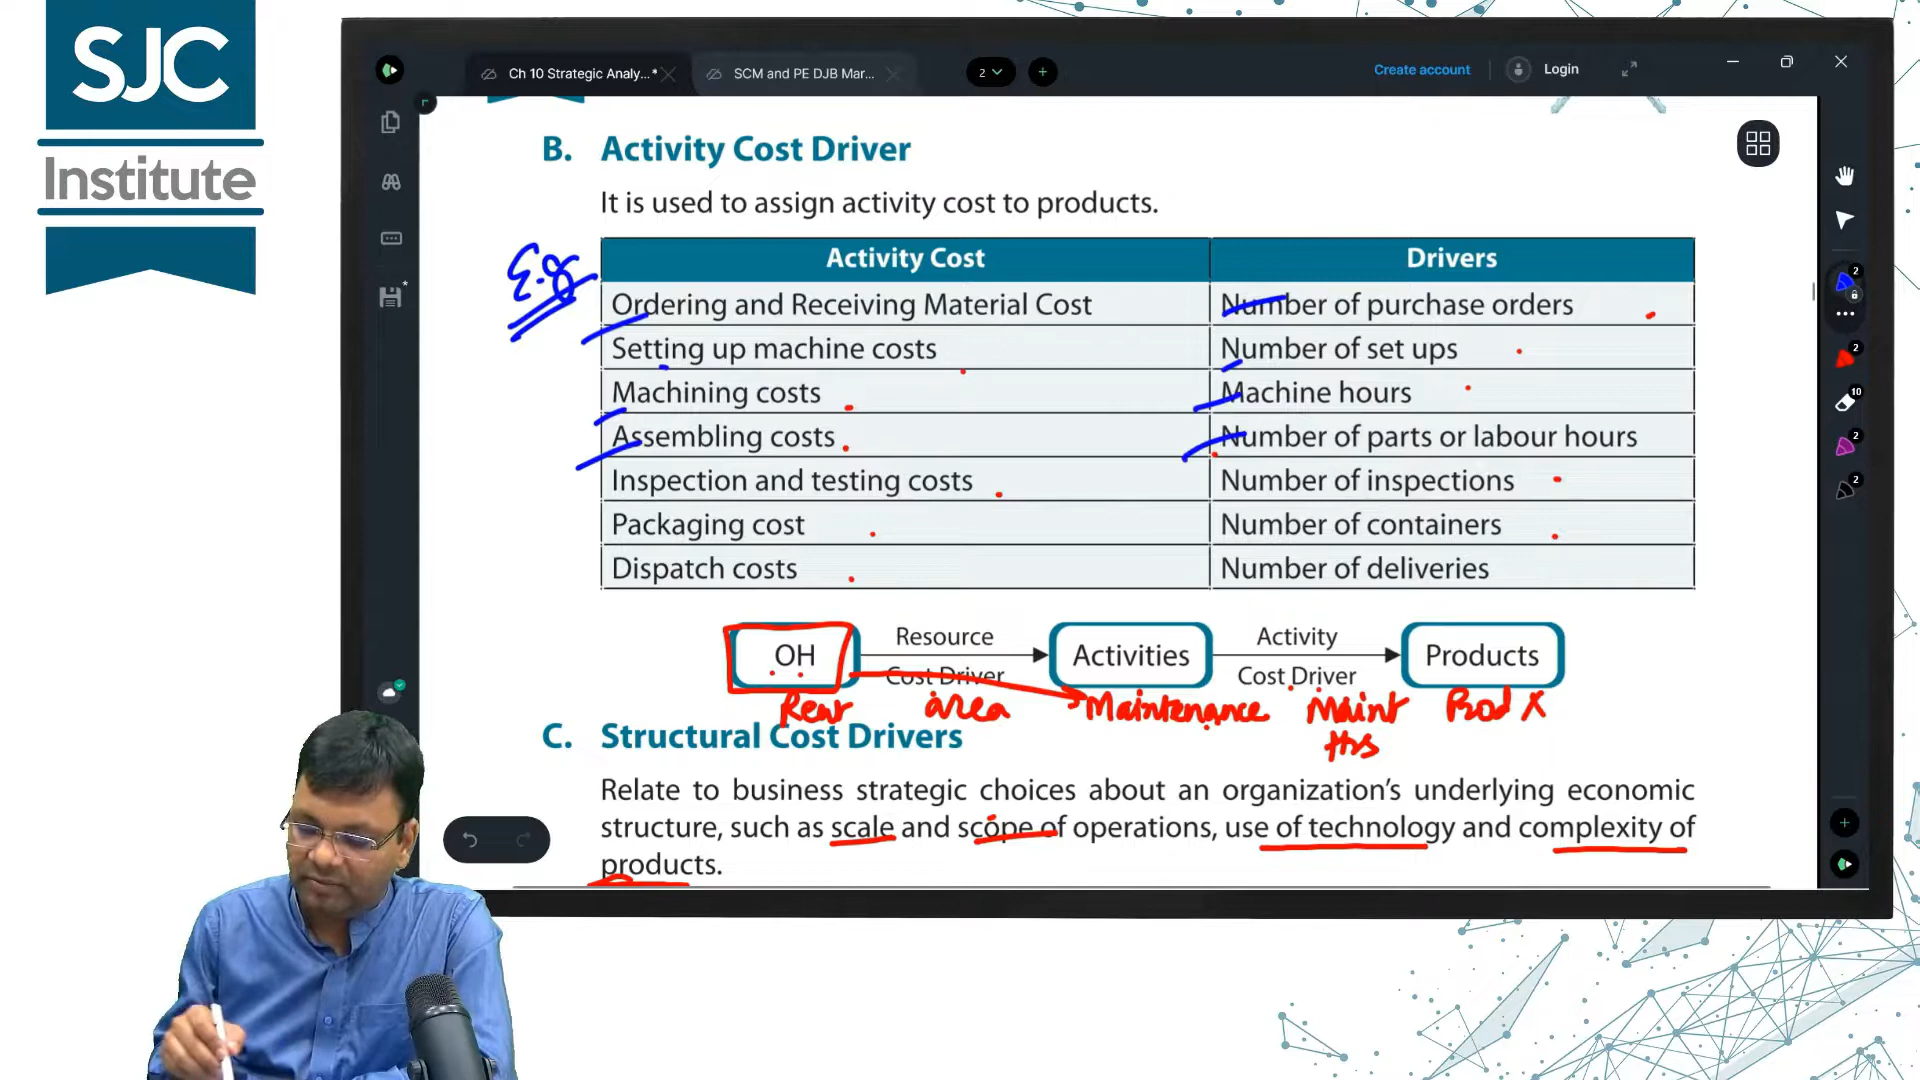 SJC
Institute
Ch 10 Strategic Analy...*
SCM and PE DJB Mar...
2
Create account
Login
B. Activity Cost Driver
It is used to assign activity cost to products.
E.g
Activity Cost Drivers
Ordering and Receiving Material Cost Number of purchase orders
Setting up machine costs Number of set ups
Machining costs Machine hours
Assembling costs Number of parts or labour hours
Inspection and testing costs Number of inspections
Packaging cost Number of containers
Dispatch costs Number of deliveries
OH Resource Cost Driver Activities Activity Cost Driver Products
Rent area Maintenance Maint Hrs Prod X
C. Structural Cost Drivers
Relate to business strategic choices about an organization's underlying economic
structure, such as scale and scope of operations, use of technology and complexity of
products.
2
2
10
2
2